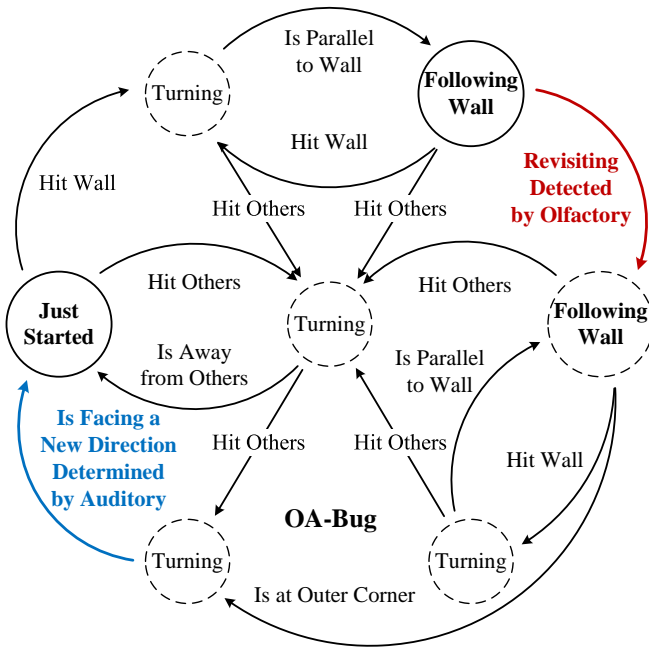 Is Parallel
to Wall
Turning
Following
Wall
Hit Wall
Hit Wall
Revisiting
Detected
by Olfactory
Hit Others
Hit Others
Hit Others
Hit Others
Just
Started
Turning
Following
Wall
Is Away
from Others
Is Parallel
to Wall
Is Facing a
New Direction
Determined
by Auditory
Hit Others
Hit Others
Hit Wall
OA-Bug
Turning
Turning
Is at Outer Corner